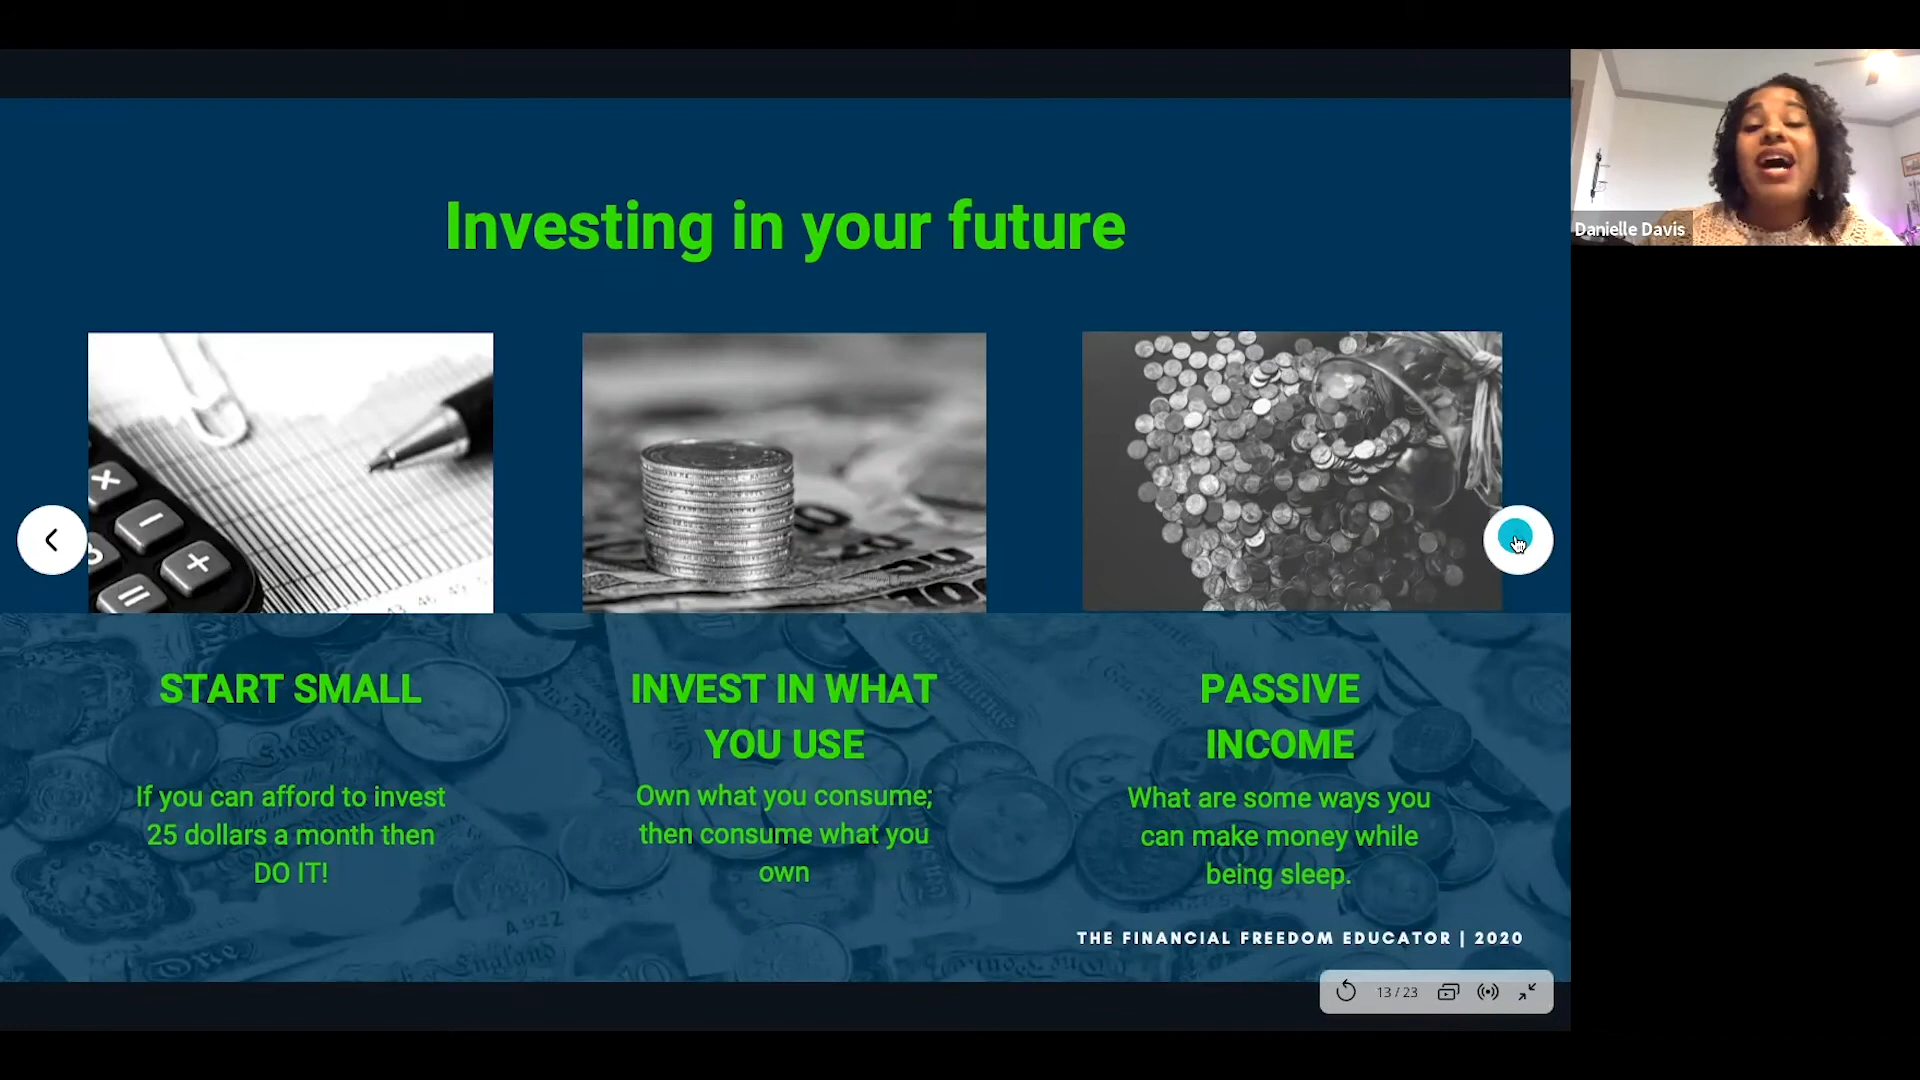 Danielle Davis
Investing in your future
START SMALL
If you can afford to invest
25 dollars a month then
DO IT!
INVEST IN WHAT
YOU USE
Own what you consume;
then consume what you
own
PASSIVE
INCOME
What are some ways you
can make money while
being sleep.
THE FINANCIAL FREEDOM EDUCATOR | 2020
13 / 23